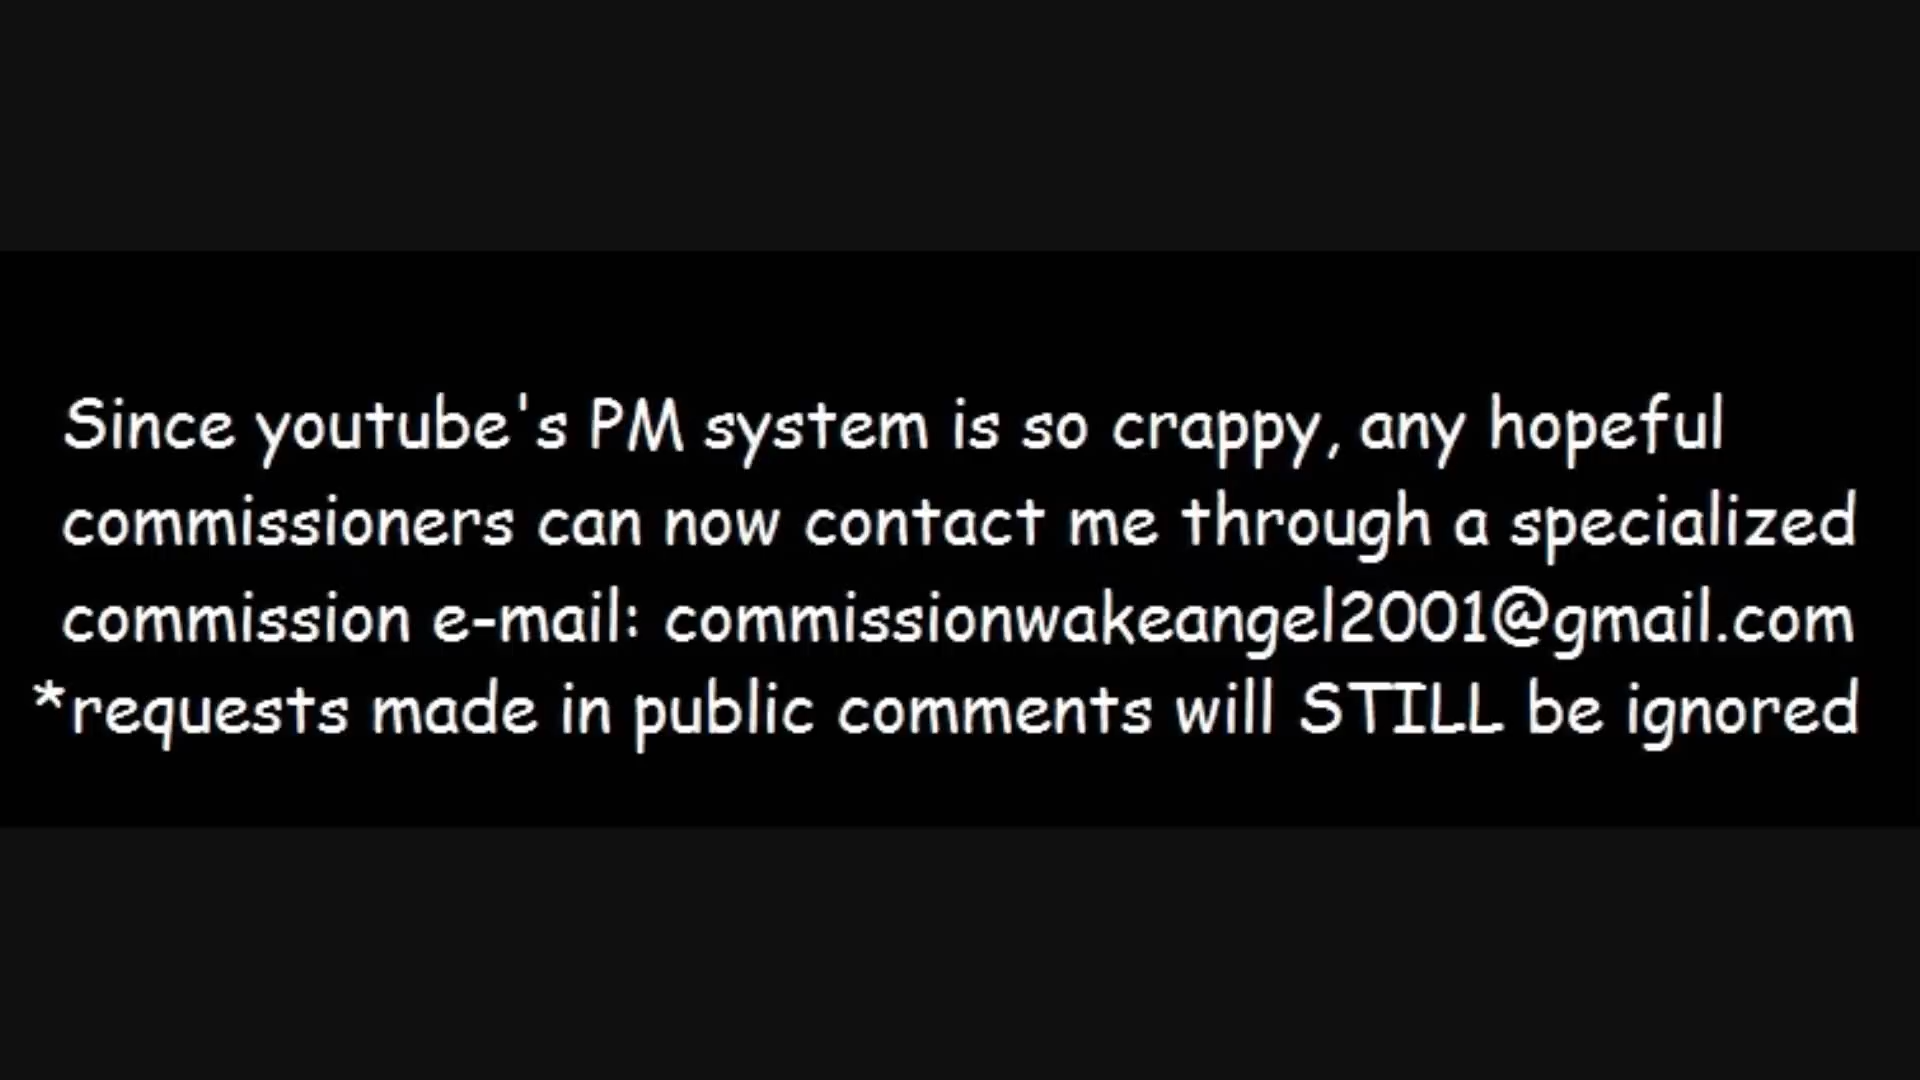 Since youtube's PM system is so crappy, any hopeful
commissioners can now contact me through a specialized
commission e-mail: commissionwakeangel2001@gmail.com
*requests made in public comments will STILL be ignored